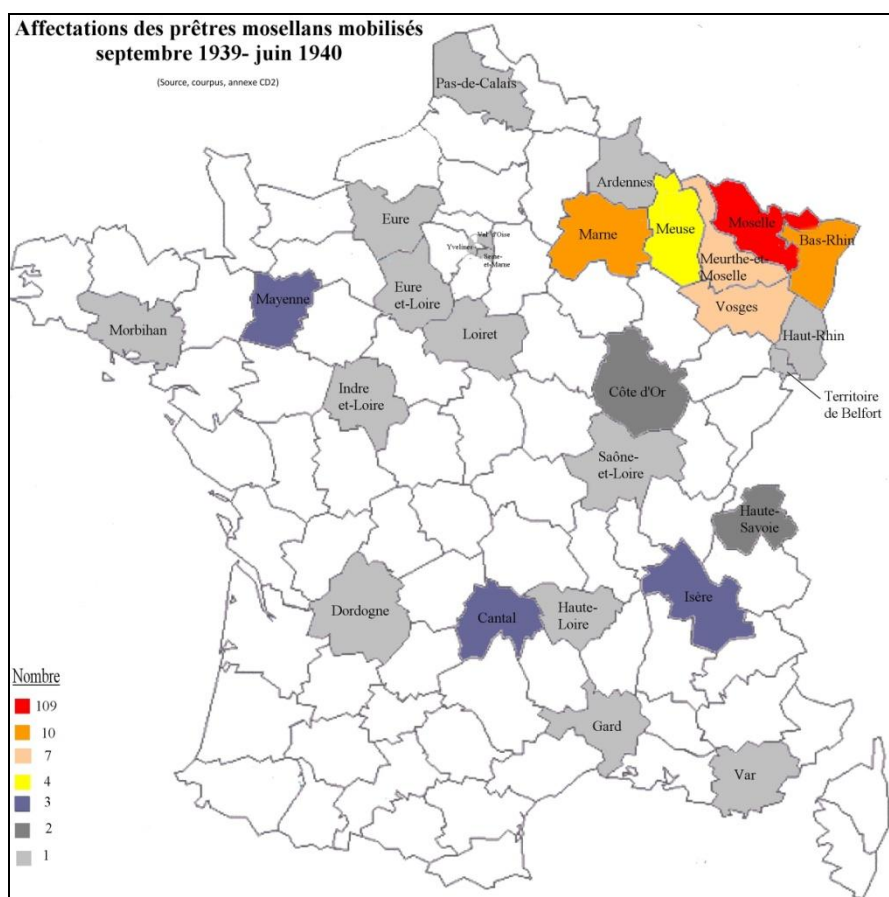 Affectations des prêtres mosellans mobilisés
septembre 1939- juin 1940
(Source, courpus, annexe CD2)
Pas-de-Calais
Ardennes
Eure
Marne
Meuse
Moselle
Bas-Rhin
Val d'Oise
Yvelines
Seine-
et-Marne
Meurthe-et-
Moselle
Eure
et-Loire
Mayenne
Vosges
Morbihan
Loiret
Haut-Rhin
Indre
et-Loire
Côte d'Or
Territoire
de Belfort
Saône-
et-Loire
Haute-
Savoie
Dordogne
Cantal
Haute-
Loire
Isère
Gard
Var
Nombre
109
10
7
4
3
2
1